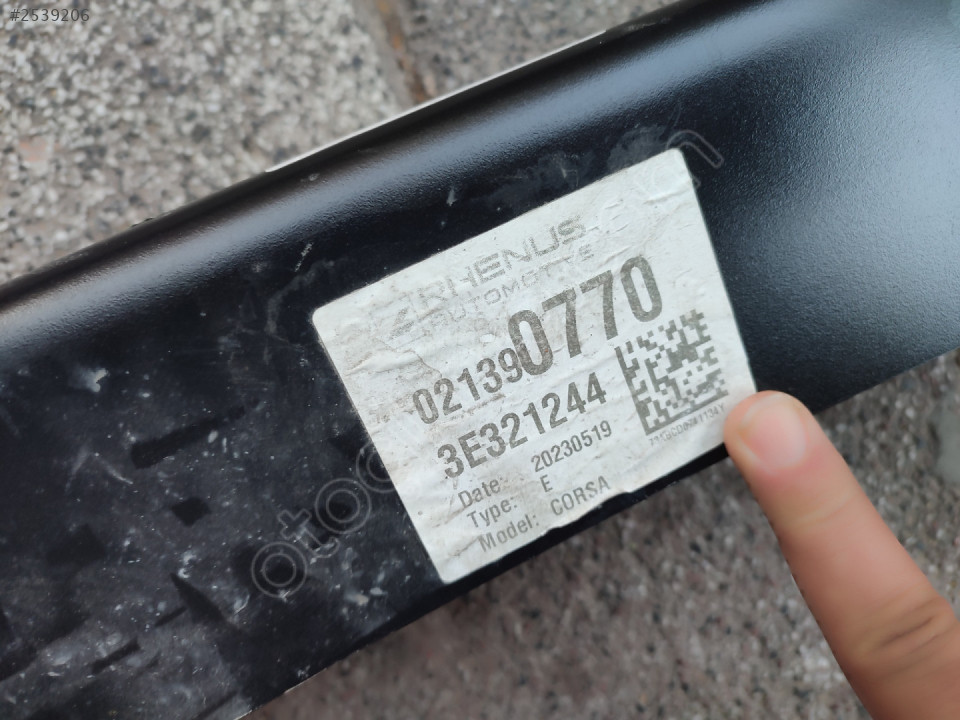 #2539206
RHENUS
AUTOMOTIVE
021390770
3E321244
Date: 20230519
Type: E
Model: CORSA